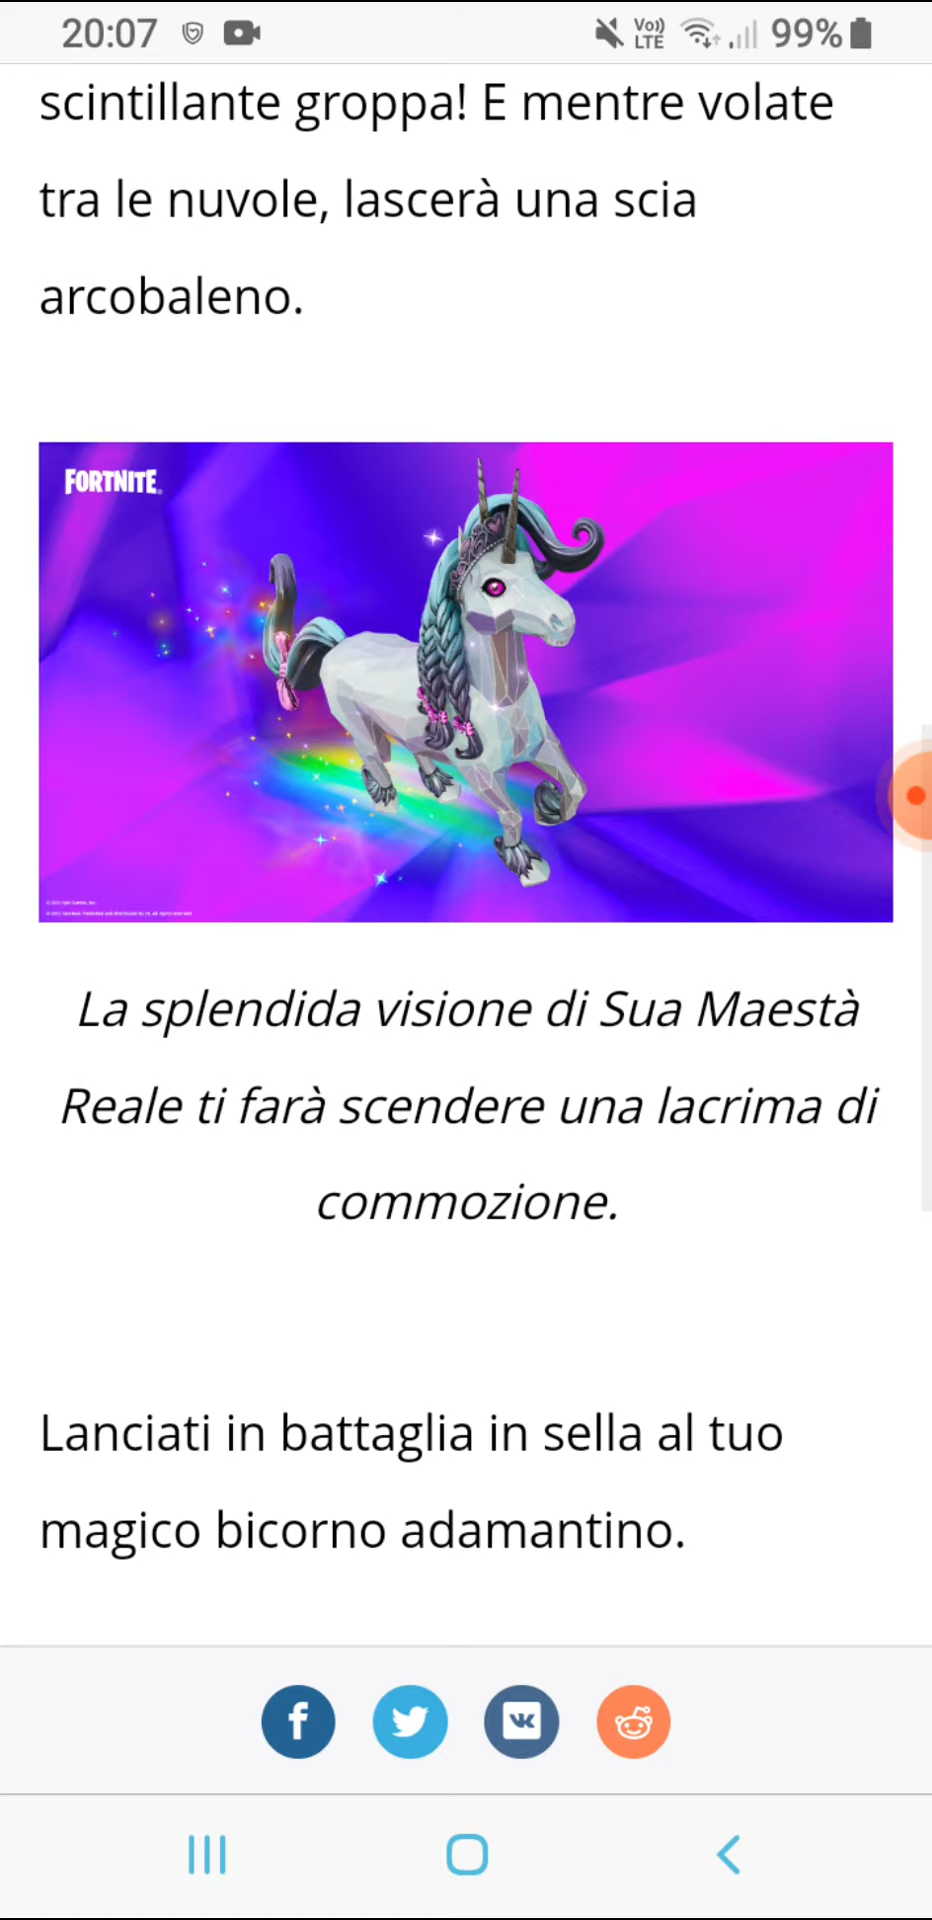 20:07
Vo))
LTE
99%
scintillante groppa! E mentre volate
tra le nuvole, lascerà una scia
arcobaleno.
FORTNITE
La splendida visione di Sua Maestà
Reale ti farà scendere una lacrima di
commozione.
Lanciati in battaglia in sella al tuo
magico bicorno adamantino.